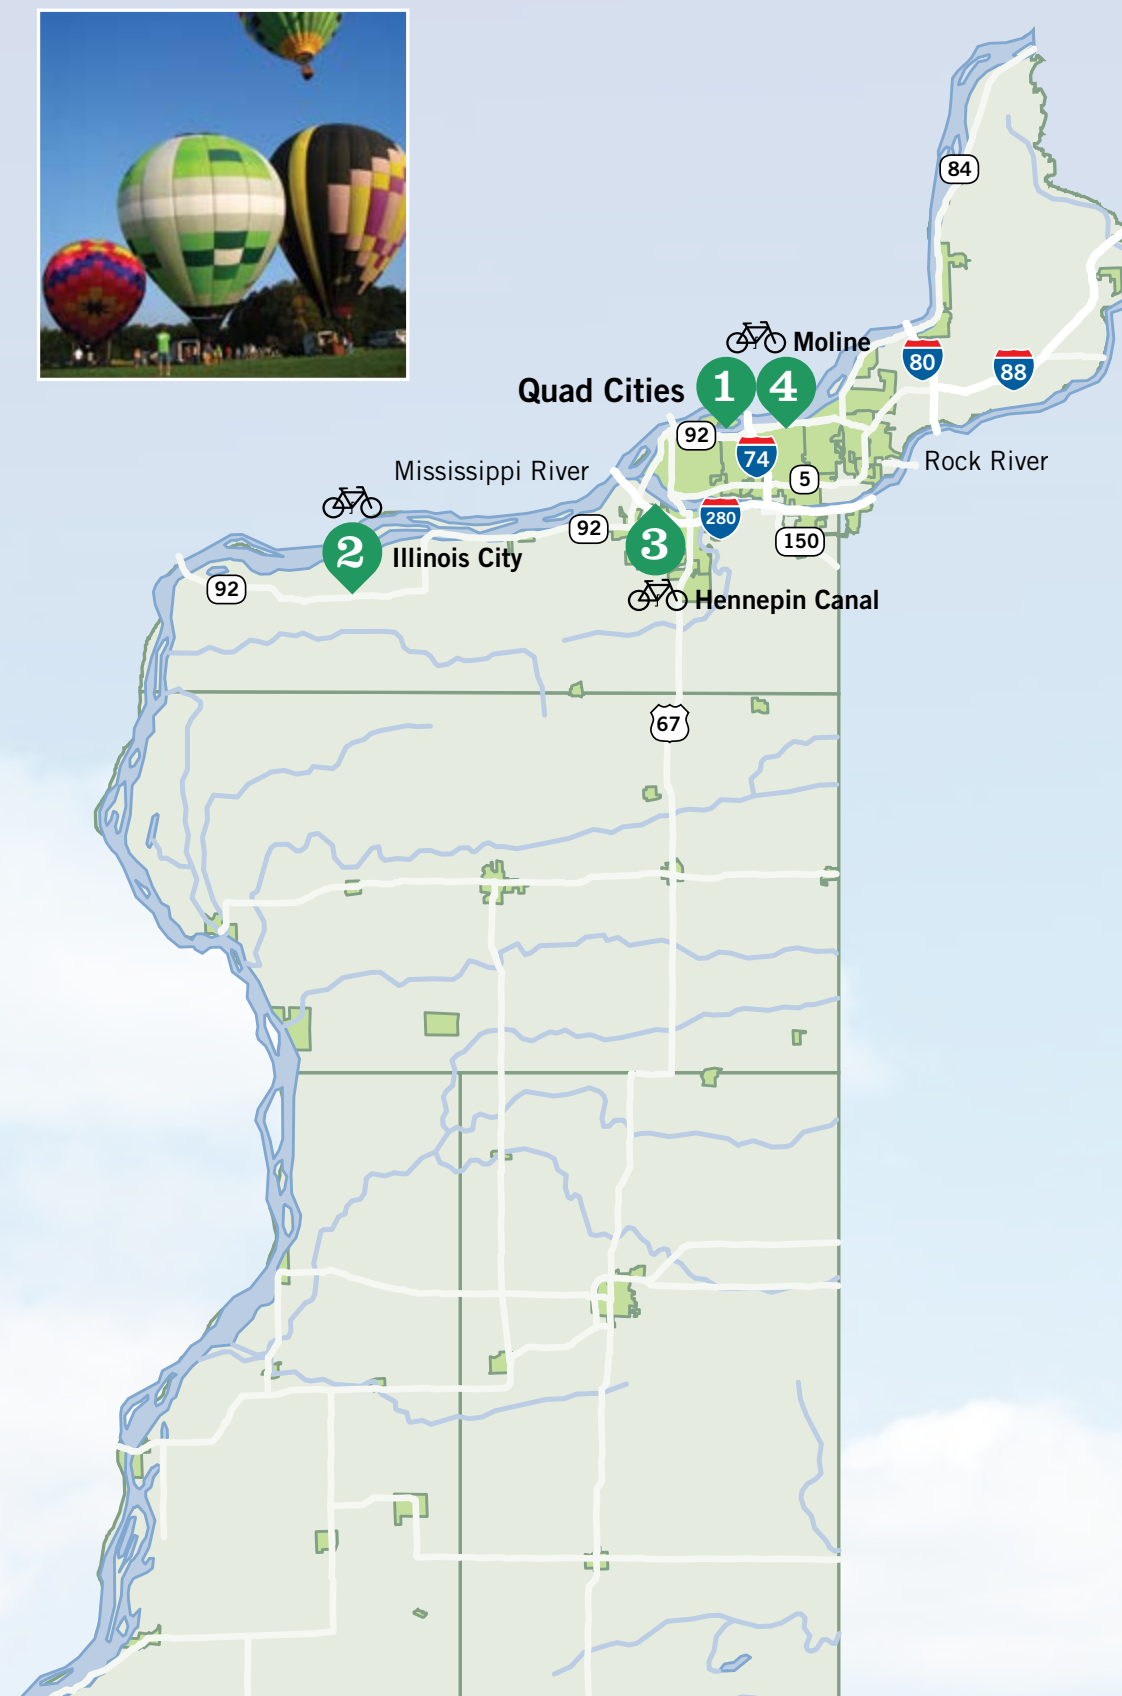 84
Moline
80
88
Quad Cities
1
4
92
74
Rock River
Mississippi River
5
92
280
3
150
2
Illinois City
92
Hennepin Canal
67